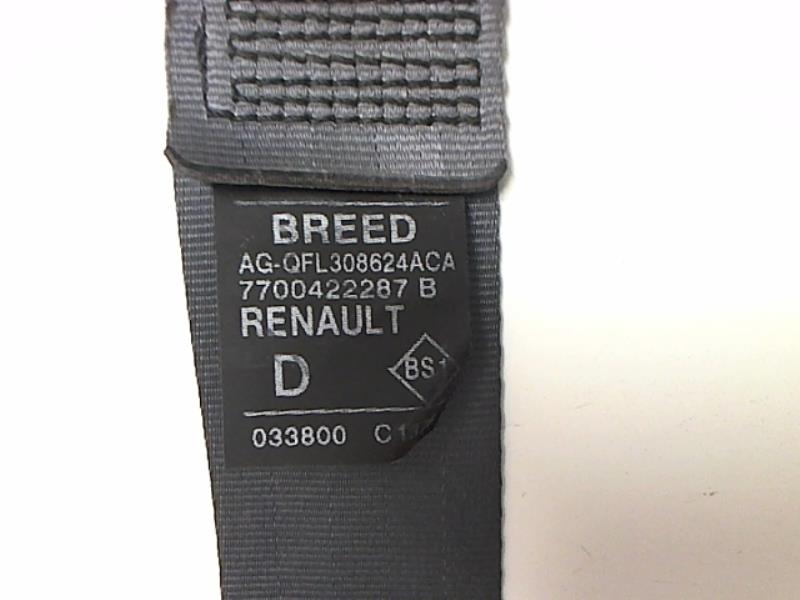 BREED
AG-QFL308624ACA
7700422287 B
RENAULT
D
BS1
033800